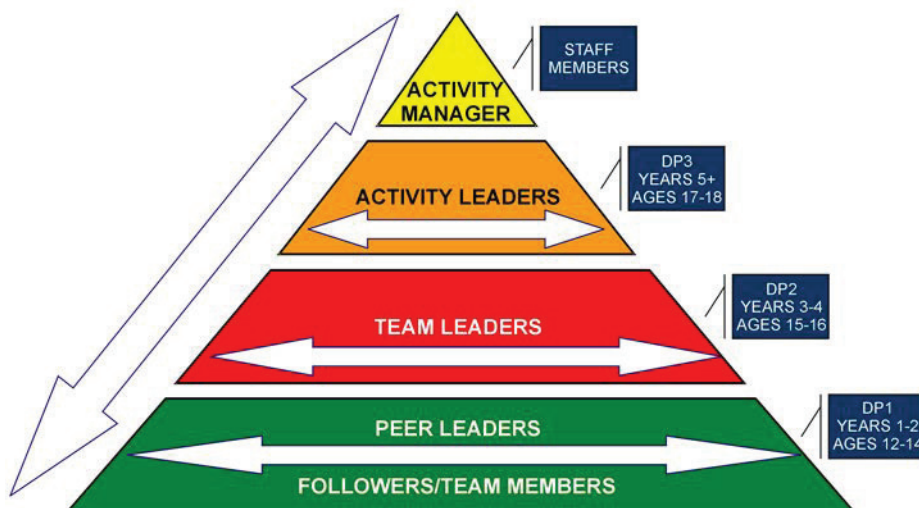 STAFF
MEMBERS
ACTIVITY
MANAGER
DP3
YEARS 5+
AGES 17-18
ACTIVITY LEADERS
DP2
YEARS 3-4
AGES 15-16
TEAM LEADERS
DP1
YEARS 1-2
AGES 12-14
PEER LEADERS
FOLLOWERS/TEAM MEMBERS